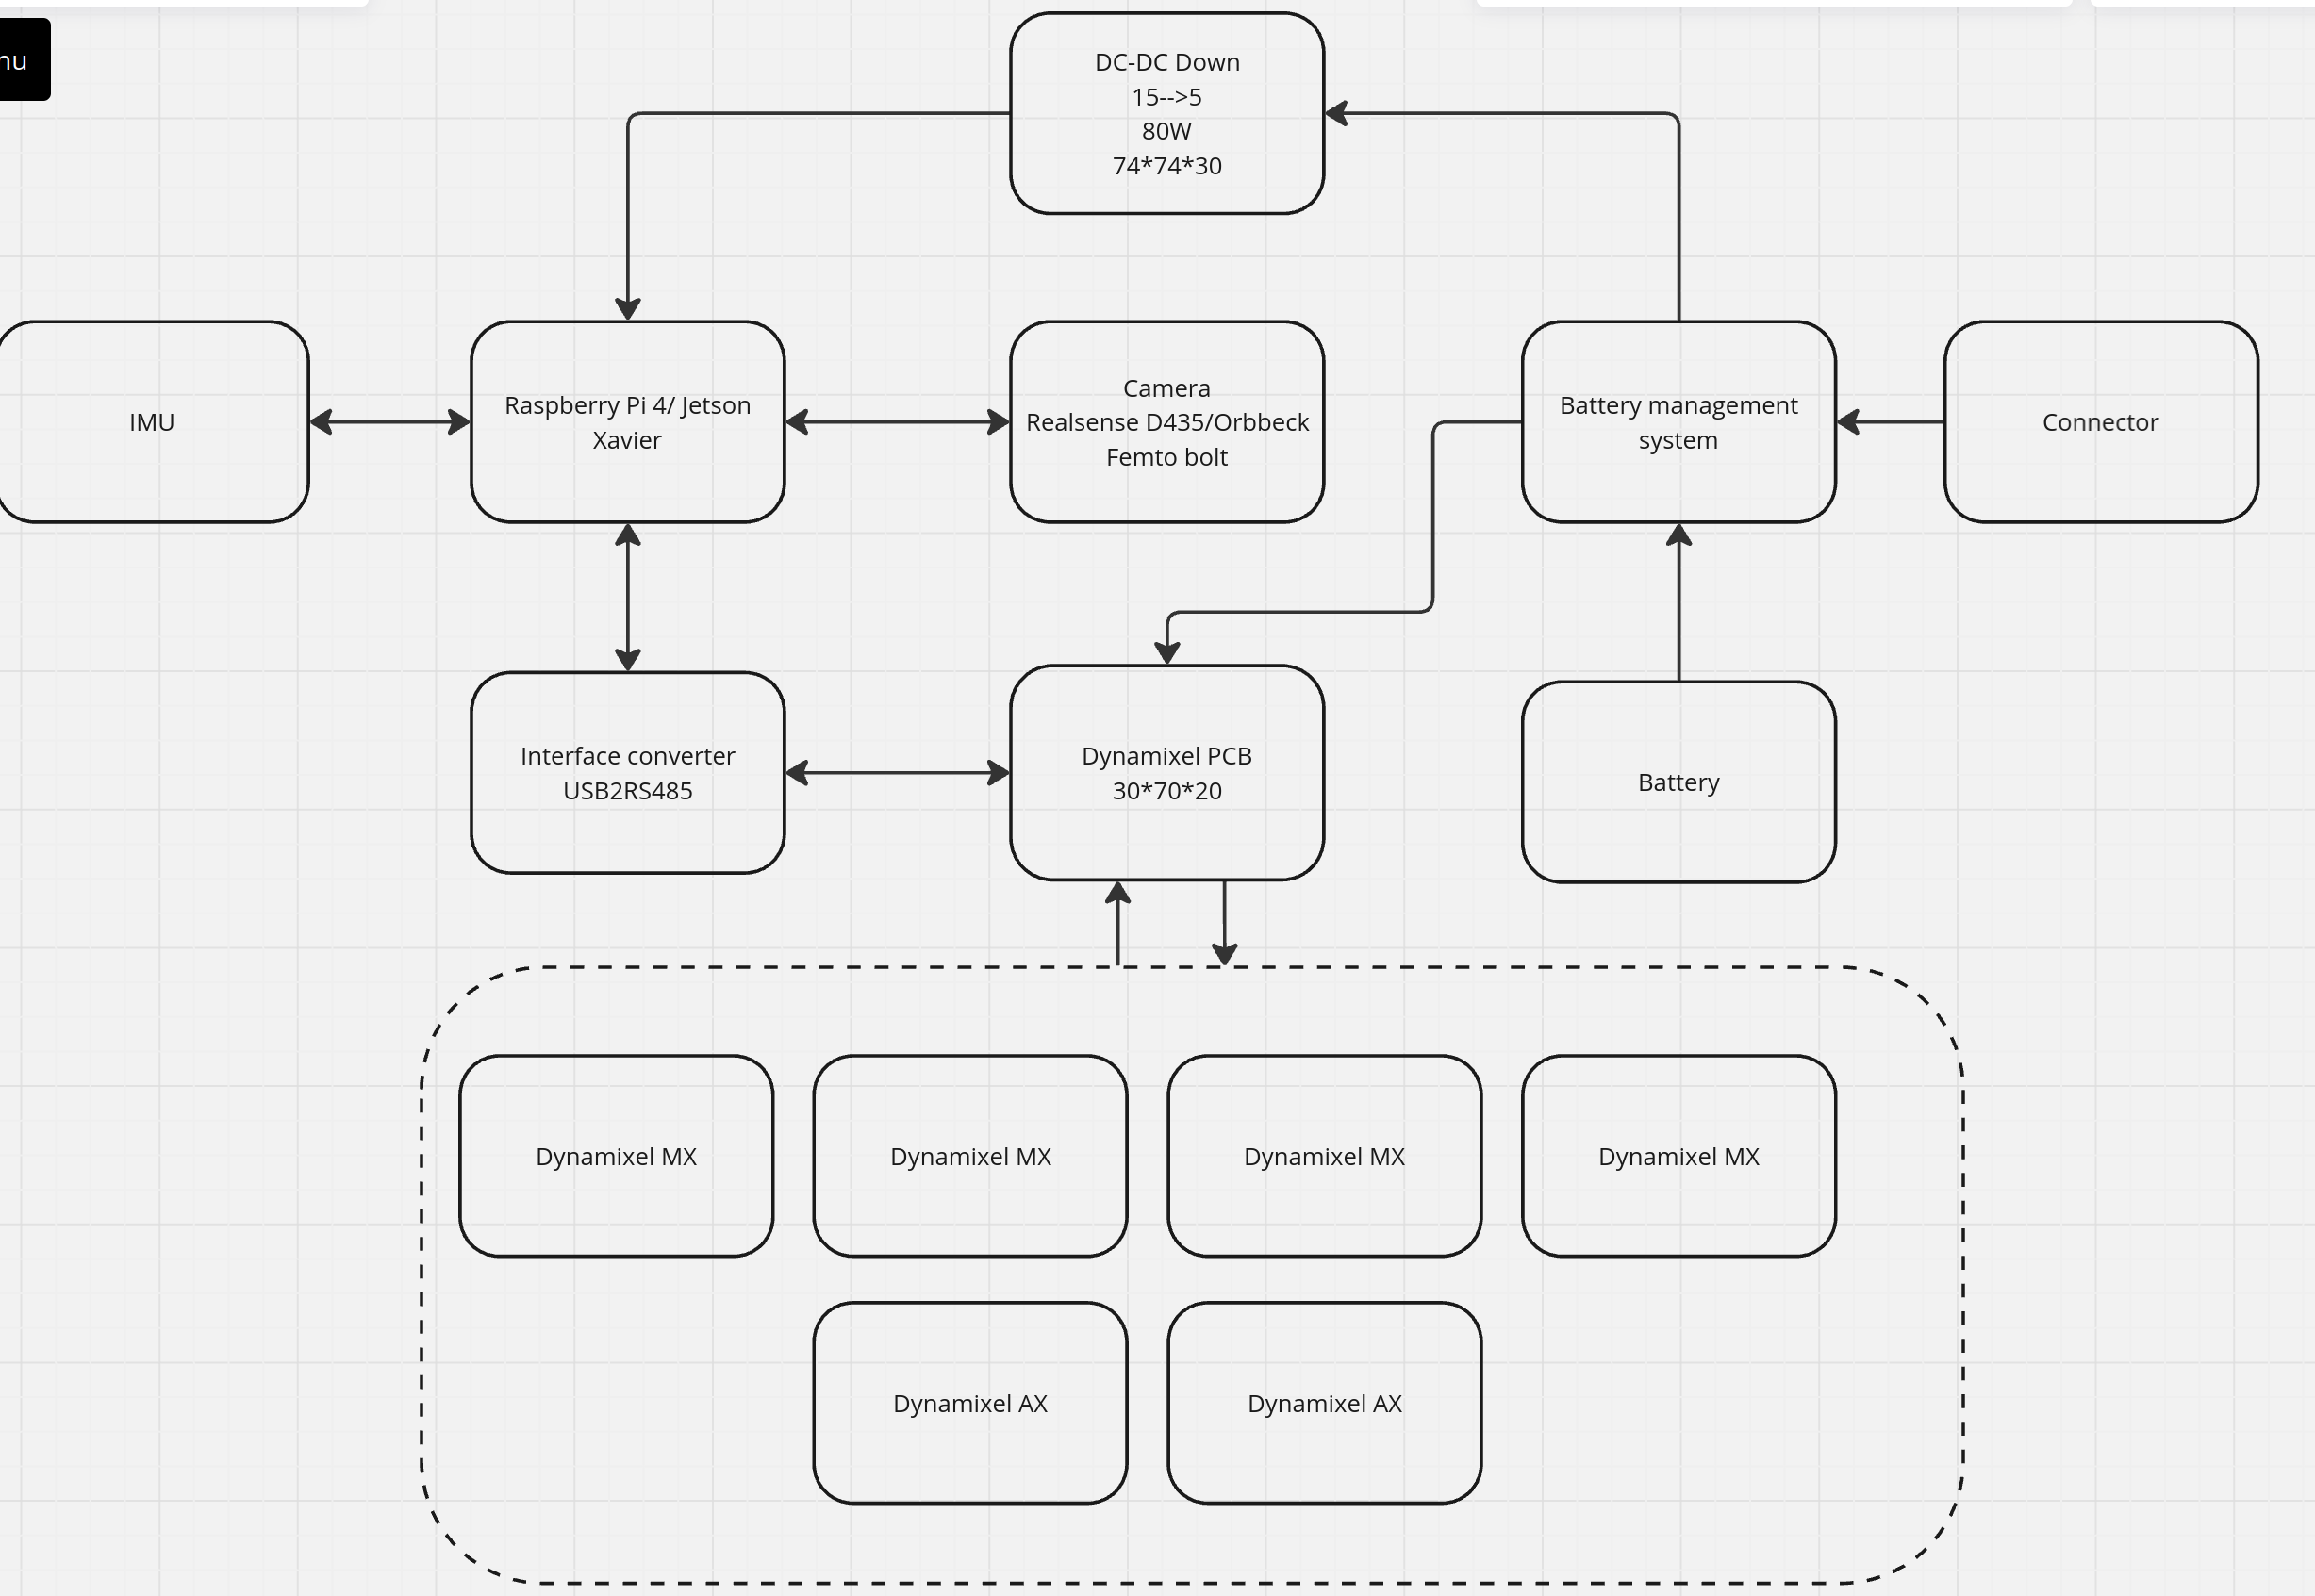 nu
DC-DC Down
15-->5
80W
74*74*30
IMU
Raspberry Pi 4/ Jetson
Xavier
Camera
Realsense D435/Orbbeck
Femto bolt
Battery management
system
Connector
Interface converter
USB2RS485
Dynamixel PCB
30*70*20
Battery
Dynamixel MX
Dynamixel MX
Dynamixel MX
Dynamixel MX
Dynamixel AX
Dynamixel AX